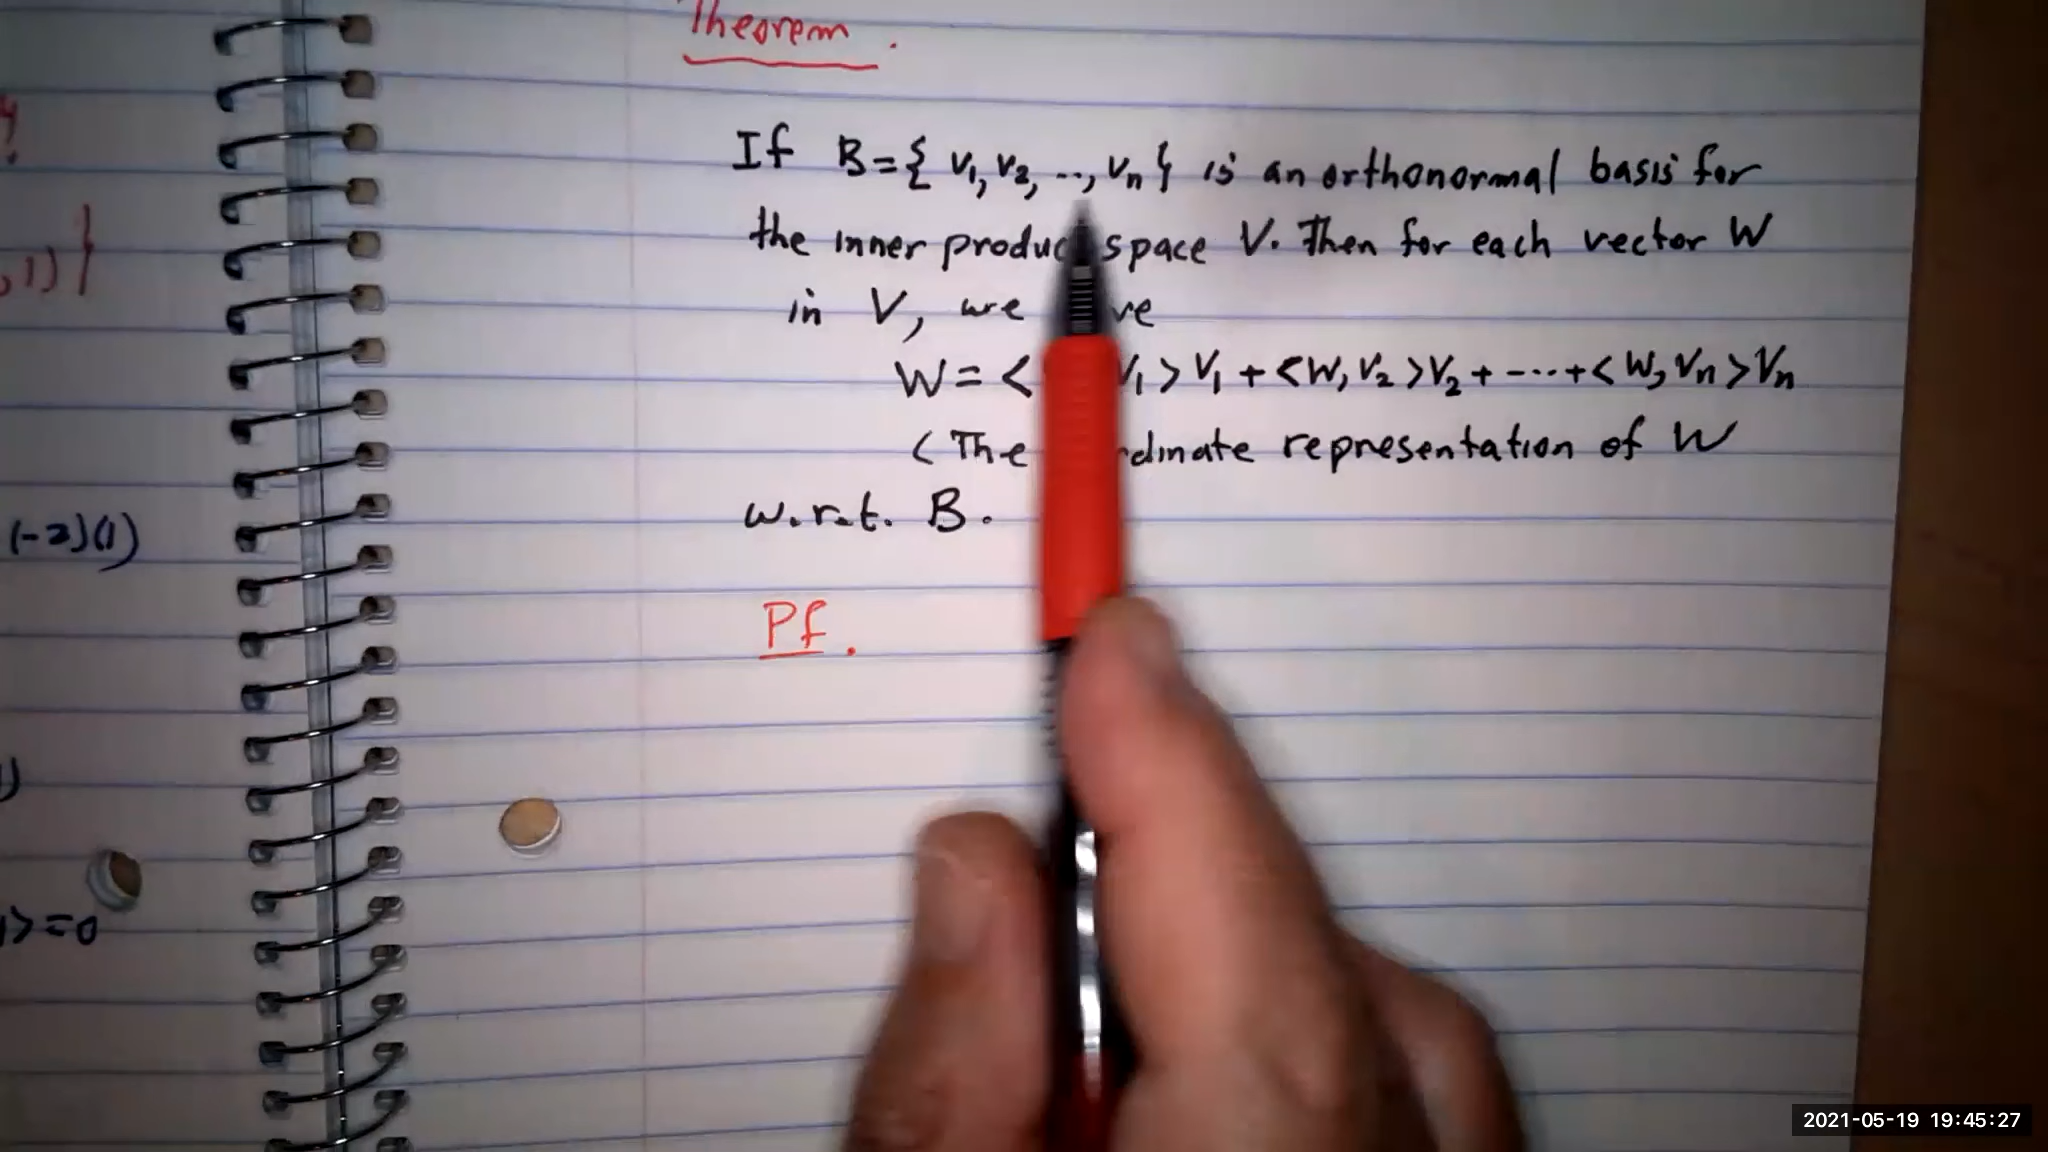 Theorem.
If B = { v₁, v₂, .., vₙ } is an orthonormal basis for
the inner produc space V. Then for each vector W
in V, we ve
W = < V₁ > V₁ + < W, V₂ > V₂ + ---- + < W, Vₙ > Vₙ
( The rdinate representation of W
w.r.t. B.
Pf.
,1) }
(-2)(1)
> = 0
2021-05-19 19:45:27